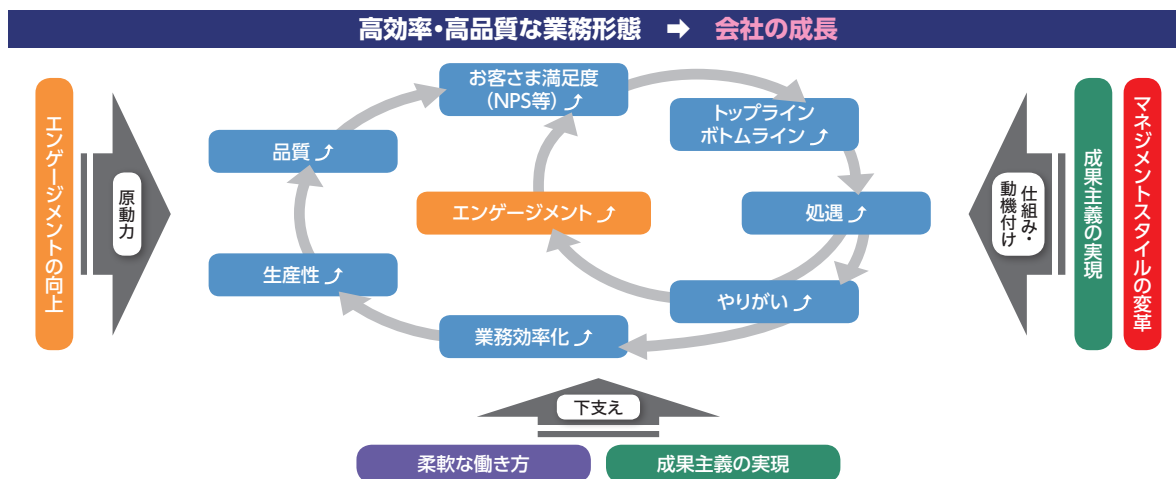 高効率・高品質な業務形態 ➡ 会社の成長
お客さま満足度
(NPS等)⤴
トップライン
ボトムライン⤴
品質⤴
エンゲージメント⤴
処遇⤴
生産性⤴
やりがい⤴
業務効率化⤴
エンゲージメントの向上
原動力
仕組み・
動機付け
成果主義の実現
マネジメントスタイルの変革
下支え
柔軟な働き方
成果主義の実現